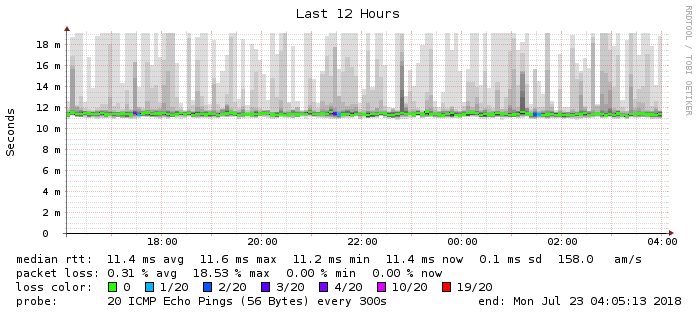 Last 12 Hours
RRDTOOL / TOBI OETIKER
Seconds
18 m
16 m
14 m
12 m
10 m
8 m
6 m
4 m
2 m
0
18:00 20:00 22:00 00:00 02:00 04:00
median rtt: 11.4 ms avg 11.6 ms max 11.2 ms min 11.4 ms now 0.1 ms sd 158.0 am/s
packet loss: 0.31 % avg 18.53 % max 0.00 % min 0.00 % now
loss color: 0 1/20 2/20 3/20 4/20 10/20 19/20
probe: 20 ICMP Echo Pings (56 Bytes) every 300s end: Mon Jul 23 04:05:13 2018